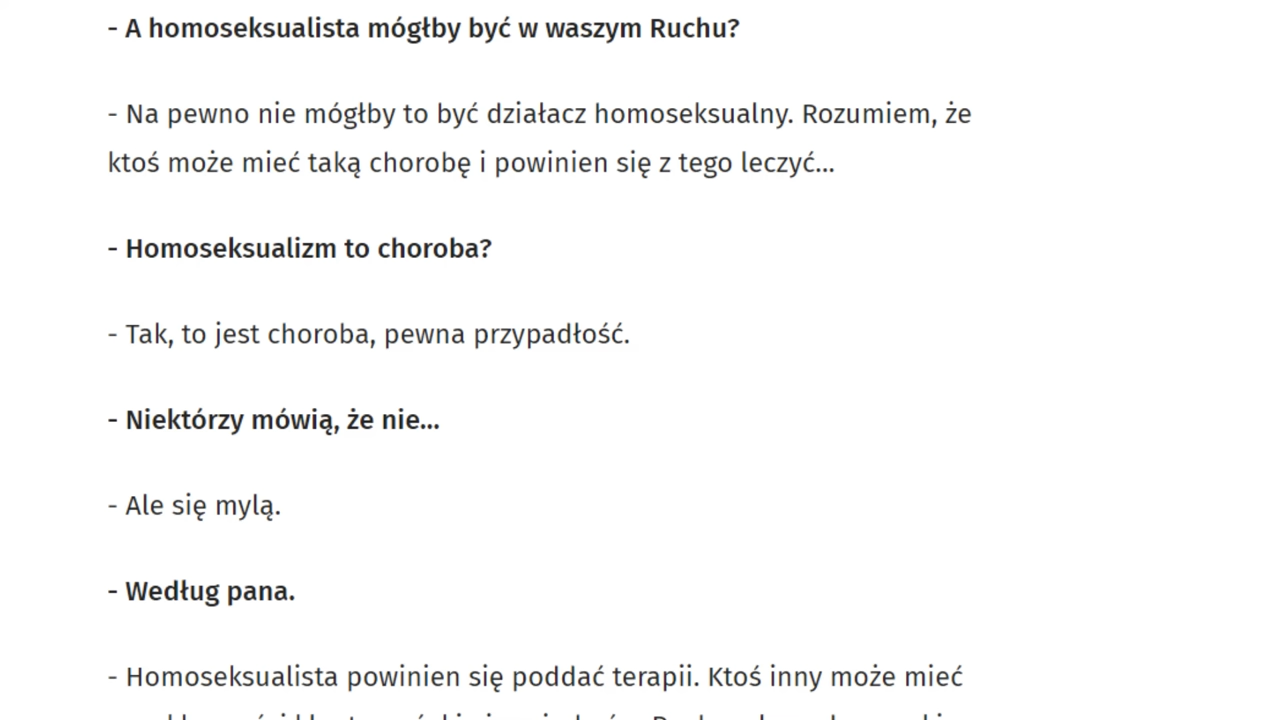 - A homoseksualista mógłby być w waszym Ruchu?
- Na pewno nie mógłby to być działacz homoseksualny. Rozumiem, że
ktoś może mieć taką chorobę i powinien się z tego leczyć...
- Homoseksualizm to choroba?
- Tak, to jest choroba, pewna przypadłość.
- Niektórzy mówią, że nie...
- Ale się mylą.
- Według pana.
- Homoseksualista powinien się poddać terapii. Ktoś inny może mieć